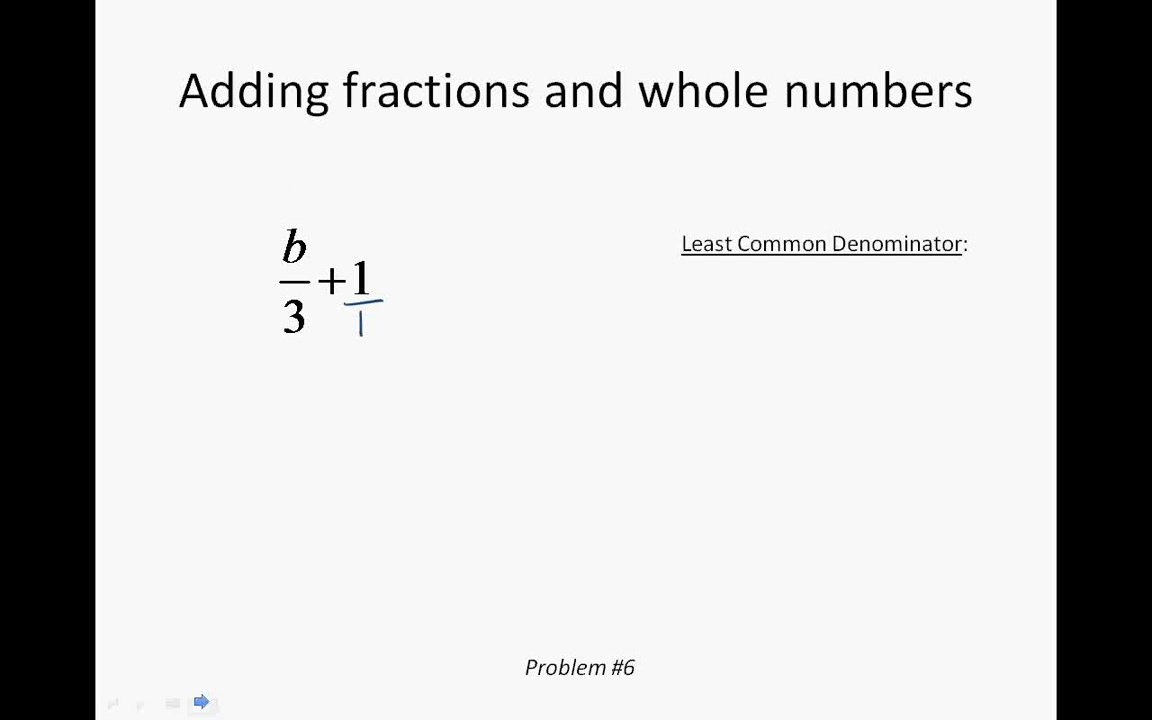 Adding fractions and whole numbers
b/3 + 1/1
Least Common Denominator:
Problem #6